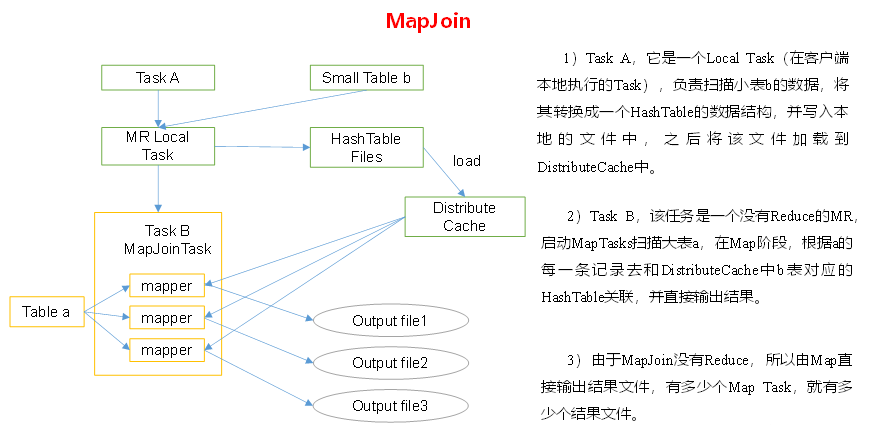 MapJoin
Task A
Small Table b
MR Local
Task
HashTable
Files
load
Distribute
Cache
Task B
MapJoinTask
mapper
mapper
mapper
Table a
Output file1
Output file2
Output file3
1）Task A，它是一个Local Task（在客户端
本地执行的Task），负责扫描小表b的数据，将
其转换成一个HashTable的数据结构，并写入本
地的文件中，之后将该文件加载到
DistributeCache中。
2）Task B，该任务是一个没有Reduce的MR，
启动MapTasks扫描大表a，在Map阶段，根据a的
每一条记录去和DistributeCache中b表对应的
HashTable关联，并直接输出结果。
3）由于MapJoin没有Reduce，所以由Map直
接输出结果文件，有多少个Map Task，就有多
少个结果文件。